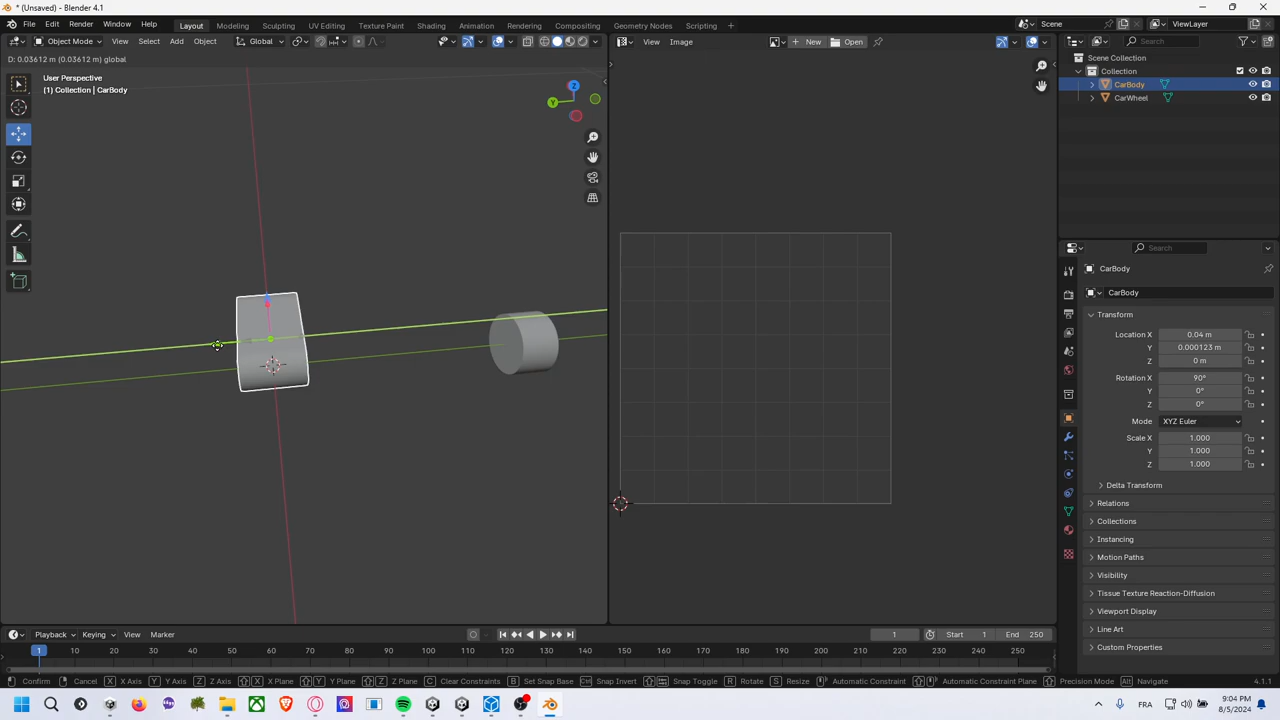 * (Unsaved) - Blender 4.1
File Edit Render Window Help Layout Modeling Sculpting UV Editing Texture Paint Shading Animation Rendering Compositing Geometry Nodes Scripting + Scene ViewLayer
Object Mode View Select Add Object Global View Image New Open Search
D: 0.03612 m (0.03612 m) global
User Perspective
(1) Collection | CarBody
Z
Y
Scene Collection
Collection
CarBody
CarWheel
Search
CarBody
CarBody
Transform
Location X 0.04 m
Y 0.000123 m
Z 0 m
Rotation X 90°
Y 0°
Z 0°
Mode XYZ Euler
Scale X 1.000
Y 1.000
Z 1.000
Delta Transform
Relations
Collections
Instancing
Motion Paths
Visibility
Tissue Texture Reaction-Diffusion
Viewport Display
Line Art
Custom Properties
Playback Keying View Marker 1 Start 1 End 250
1 10 20 30 40 50 60 70 80 90 100 110 120 130 140 150 160 170 180 190 200 210 220 230 240 250
Confirm Cancel X X Axis Y Y Axis Z Z Axis X X Plane Y Y Plane Z Z Plane C Clear Constraints B Set Snap Base Ctrl Snap Invert Snap Toggle R Rotate S Resize Automatic Constraint Automatic Constraint Plane Precision Mode Alt Navigate 4.1.1
FRA 9:04 PM
8/5/2024